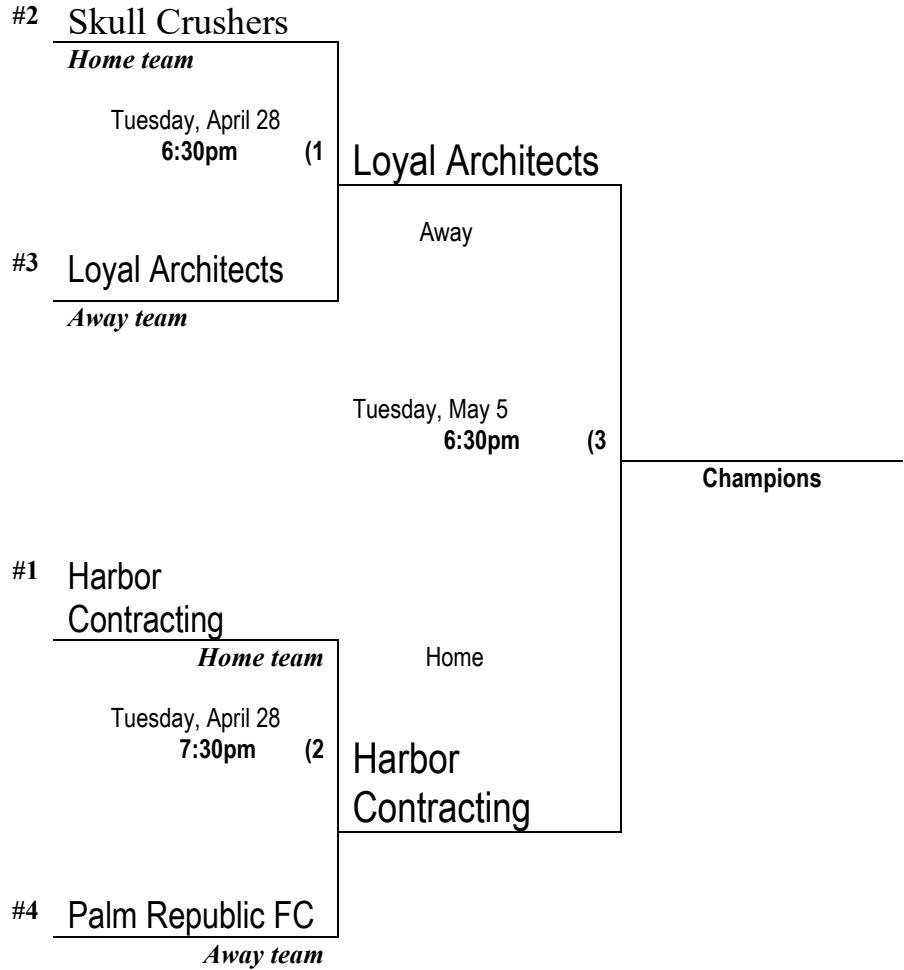 #2 Skull Crushers
Home team
Tuesday, April 28
6:30pm (1
Loyal Architects
Away
#3 Loyal Architects
Away team
Tuesday, May 5
6:30pm (3
Champions
#1 Harbor
Contracting
Home team
Home
Tuesday, April 28
7:30pm (2
Harbor
Contracting
#4 Palm Republic FC
Away team